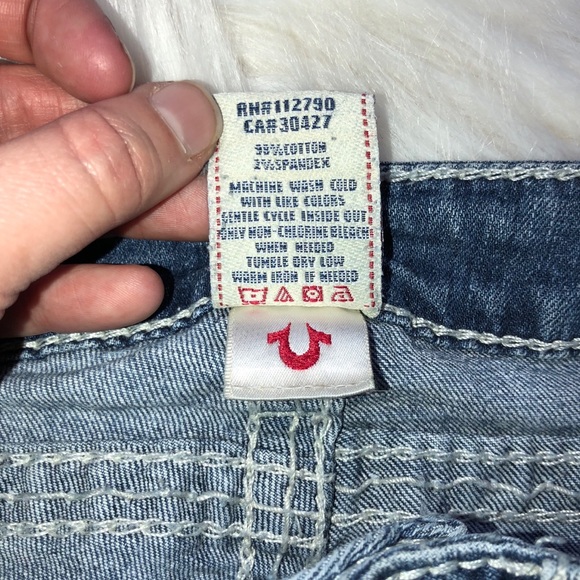 RN#112790
CA#30427
98%COTTON
2%SPANDEX
MACHINE WASH COLD
WITH LIKE COLORS
GENTLE CYCLE INSIDE OUT
ONLY NON-CHLORINE BLEACH
WHEN NEEDED
TUMBLE DRY LOW
WARM IRON IF NEEDED